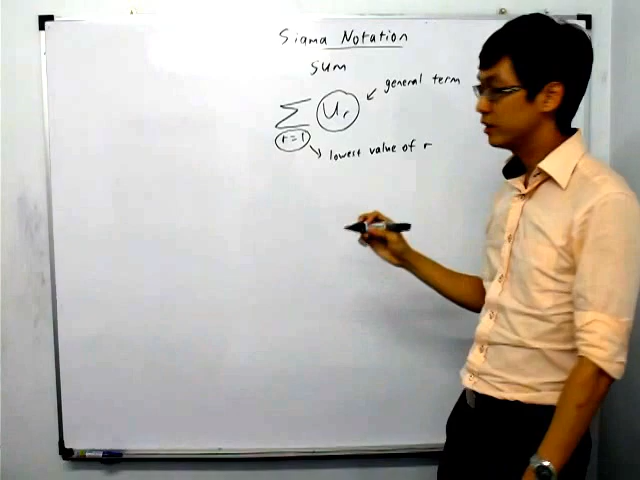 Sigma Notation
sum
general term
Σ Ur
r=1
lowest value of r